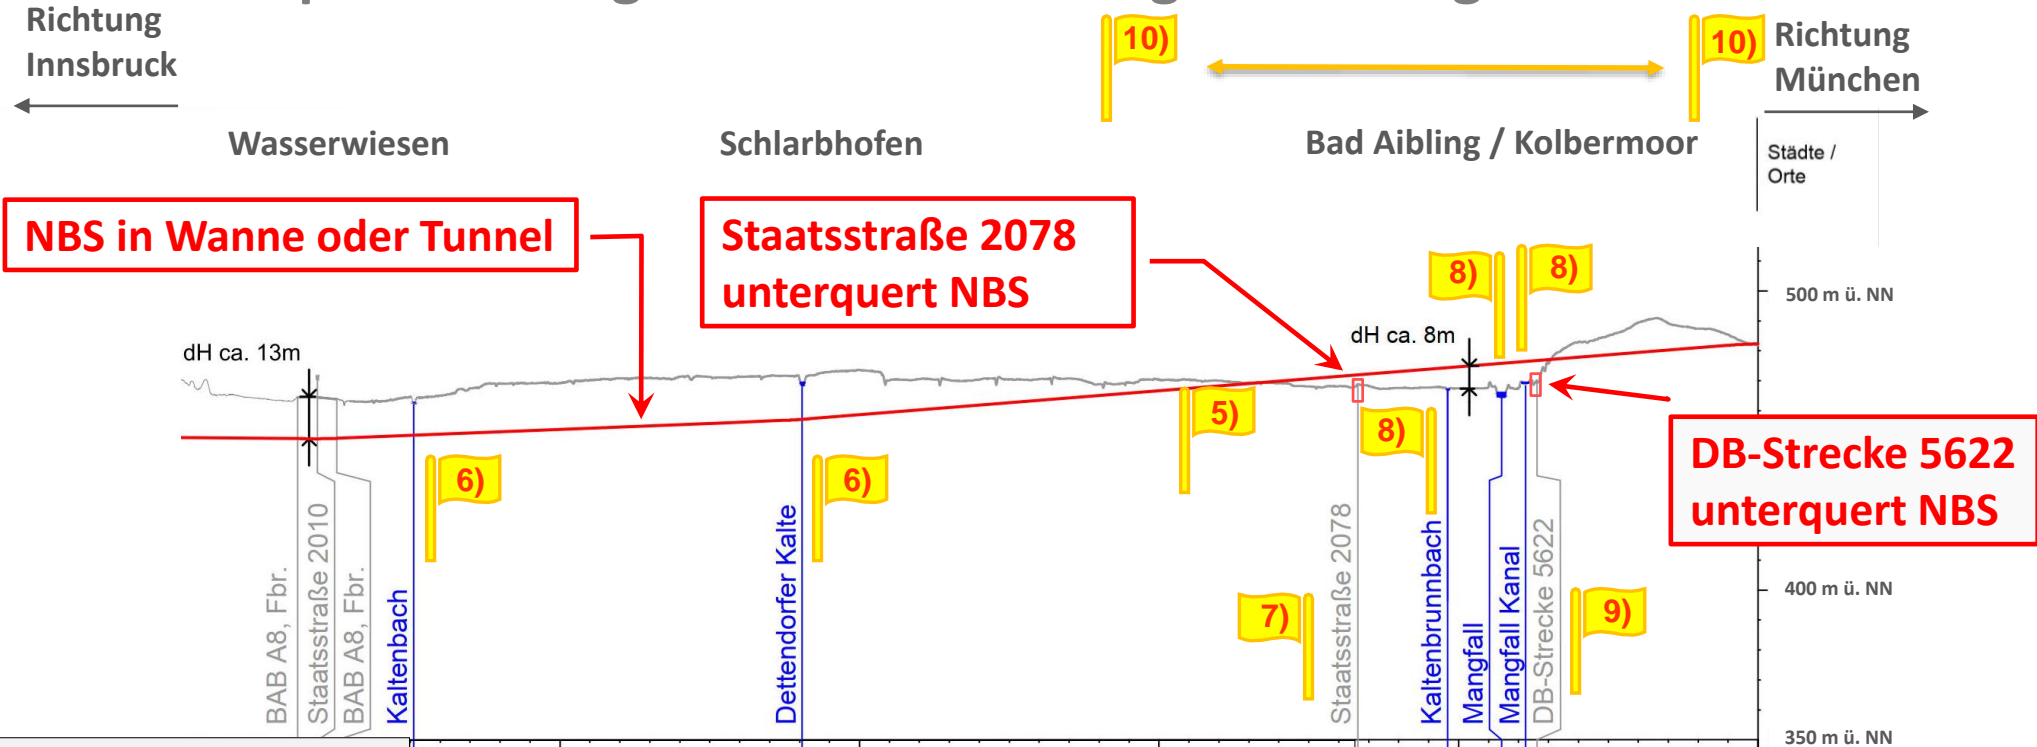 Richtung
Innsbruck
10)
10)
Richtung
München
Wasserwiesen
Schlarbhofen
Bad Aibling / Kolbermoor
Städte /
Orte
NBS in Wanne oder Tunnel
Staatsstraße 2078
unterquert NBS
8)
8)
500 m ü. NN
dH ca. 13m
dH ca. 8m
5)
8)
DB-Strecke 5622
unterquert NBS
6)
6)
7)
9)
400 m ü. NN
BAB A8, Fbr.
Staatsstraße 2010
BAB A8, Fbr.
Kaltenbach
Dettendorfer Kalte
Staatsstraße 2078
Kaltenbrunnbach
Mangfall
Mangfall Kanal
DB-Strecke 5622
350 m ü. NN